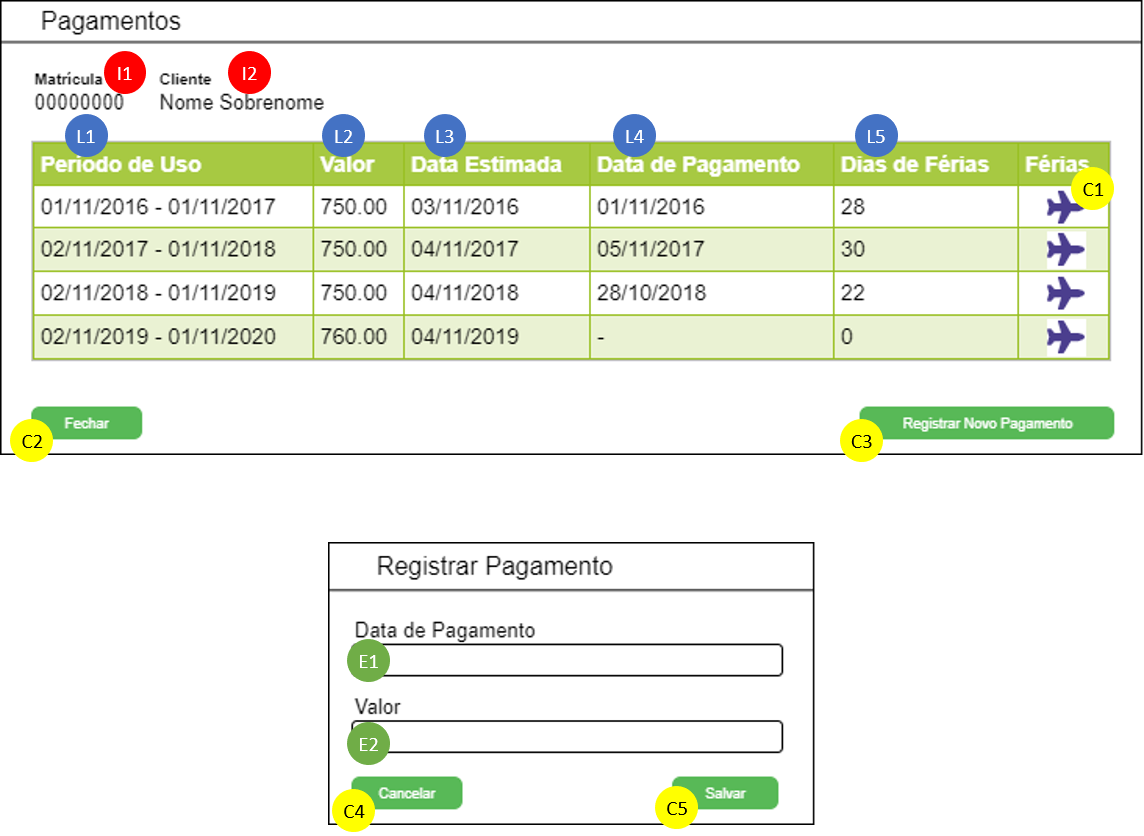 Pagamentos
Matrícula I1 Cliente I2
00000000 Nome Sobrenome
L1 L2 L3 L4 L5
Período de Uso Valor Data Estimada Data de Pagamento Dias de Férias Férias
C1
01/11/2016 - 01/11/2017 750.00 03/11/2016 01/11/2016 28
02/11/2017 - 01/11/2018 750.00 04/11/2017 05/11/2017 30
02/11/2018 - 01/11/2019 750.00 04/11/2018 28/10/2018 22
02/11/2019 - 01/11/2020 760.00 04/11/2019 - 0
Fechar Registrar Novo Pagamento
C2 C3
Registrar Pagamento
Data de Pagamento
E1
Valor
E2
Cancelar Salvar
C4 C5